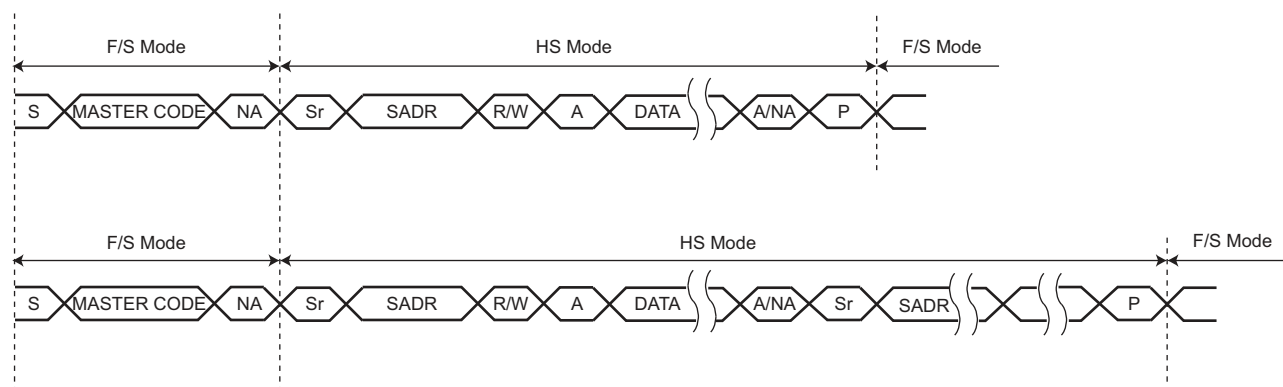 F/S Mode HS Mode F/S Mode
S MASTER CODE NA Sr SADR R/W A DATA A/NA P
F/S Mode HS Mode F/S Mode
S MASTER CODE NA Sr SADR R/W A DATA A/NA Sr SADR P